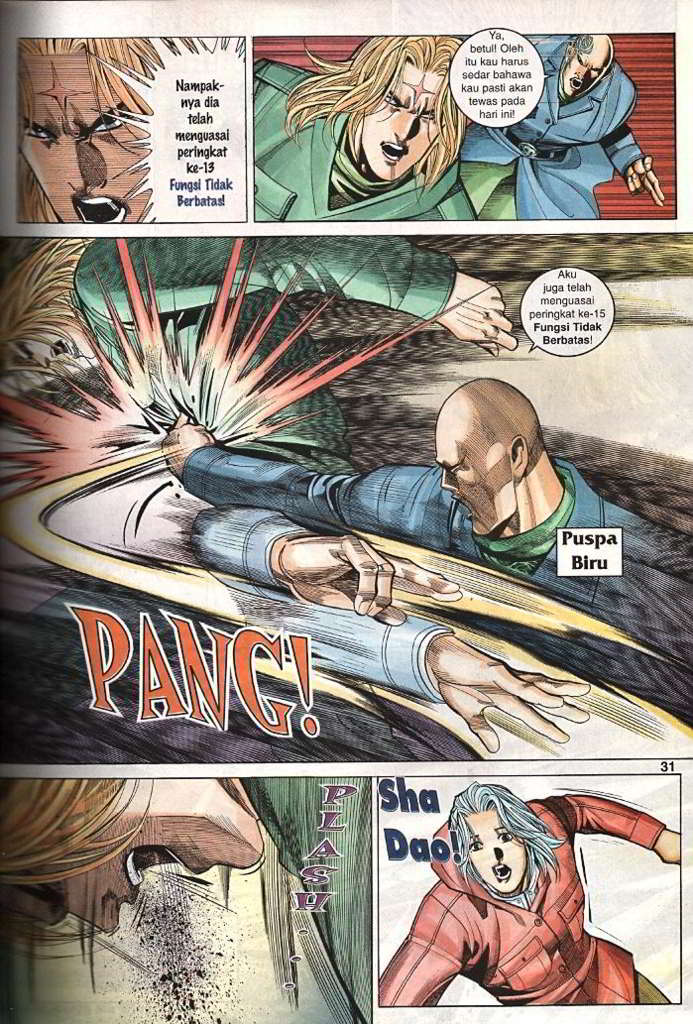 Nampak-
nya dia
telah
menguasai
peringkat
ke-13
Fungsi Tidak
Berbatas!
Ya,
betul! Oleh
itu kau harus
sedar bahawa
kau pasti akan
tewas pada
hari ini!
Aku
juga telah
menguasai
peringkat ke-15
Fungsi Tidak
Berbatas!
Puspa
Biru
PANG!
31
PLASH...
Sha
Dao!